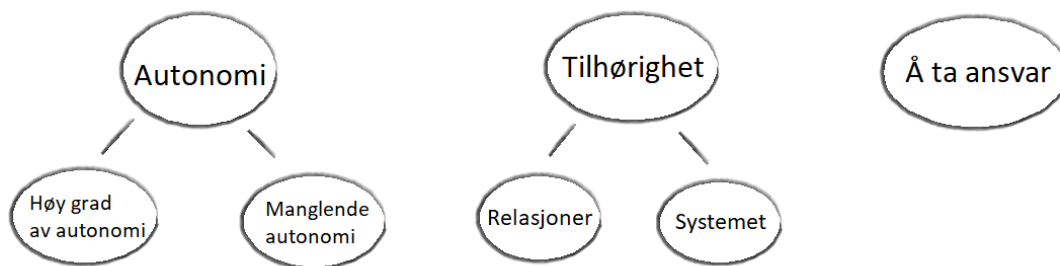 Autonomi
Tilhørighet
Å ta ansvar
Høy grad
av autonomi
Manglende
autonomi
Relasjoner
Systemet